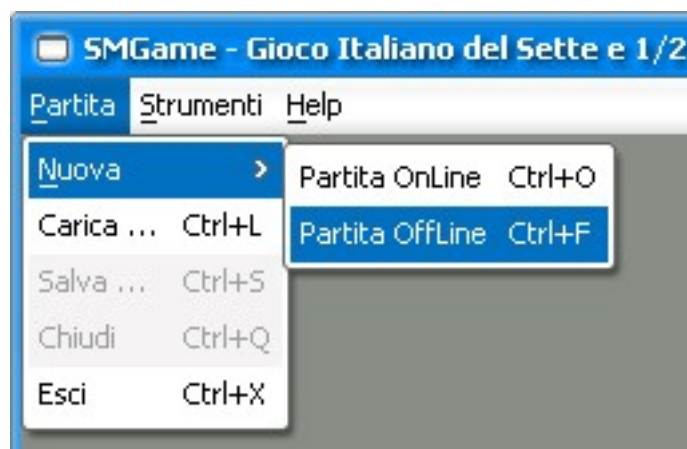 SMGame - Gioco Italiano del Sette e 1/2
Partita Strumenti Help
Nuova
Partita OnLine Ctrl+O
Carica ... Ctrl+L
Partita OffLine Ctrl+F
Salva ... Ctrl+S
Chiudi Ctrl+Q
Esci Ctrl+X